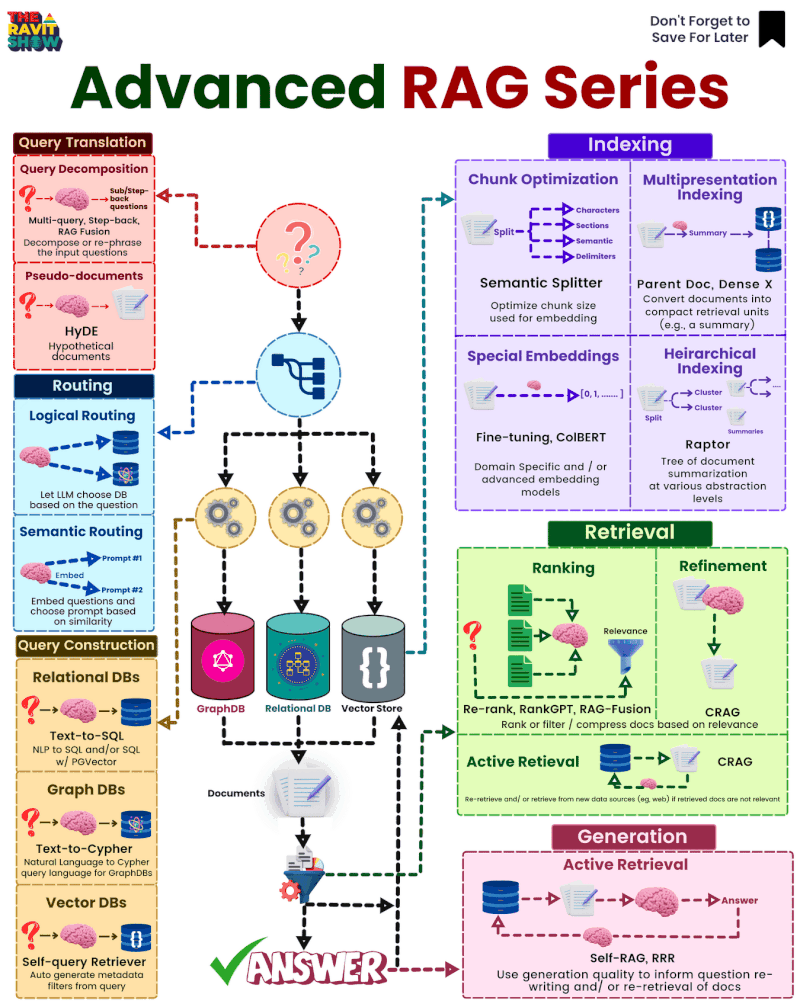 THE
RAVIT
SHOW
Don't Forget to
Save For Later
Advanced RAG Series
Query Translation
Query Decomposition
Sub/Step-
back
questions
Multi-query, Step-back,
RAG Fusion
Decompose or re-phrase
the input questions
Pseudo-documents
HyDE
Hypothetical
documents
Routing
Logical Routing
Let LLM choose DB
based on the question
Semantic Routing
Prompt #1
Embed
Prompt #2
Embed questions and
choose prompt based
on similarity
Query Construction
Relational DBs
Text-to-SQL
NLP to SQL and/or SQL
w/ PGVector
Graph DBs
Text-to-Cypher
Natural Language to Cypher
query language for GraphDBs
Vector DBs
Self-query Retriever
Auto generate metadata
filters from query
GraphDB
Relational DB
Vector Store
Documents
ANSWER
Indexing
Chunk Optimization
Split
Characters
Sections
Semantic
Delimiters
Semantic Splitter
Optimize chunk size
used for embedding
Multipresentation
Indexing
Summary
Parent Doc, Dense X
Convert documents into
compact retrieval units
(e.g., a summary)
Special Embeddings
[0, 1, ....... ]
Fine-tuning, ColBERT
Domain Specific and / or
advanced embedding
models
Heirarchical
Indexing
Split
Cluster
Cluster
....
Summaries
Raptor
Tree of document
summarization
at various abstraction
levels
Retrieval
Ranking
Relevance
Re-rank, RankGPT, RAG-Fusion
Rank or filter / compress docs based on relevance
Refinement
CRAG
Active Retieval
CRAG
Re-retrieve and/ or retrieve from new data sources (eg, web) if retrieved docs are not relevant
Generation
Active Retrieval
Answer
Self-RAG, RRR
Use generation quality to inform question re-
writing and/ or re-retrieval of docs